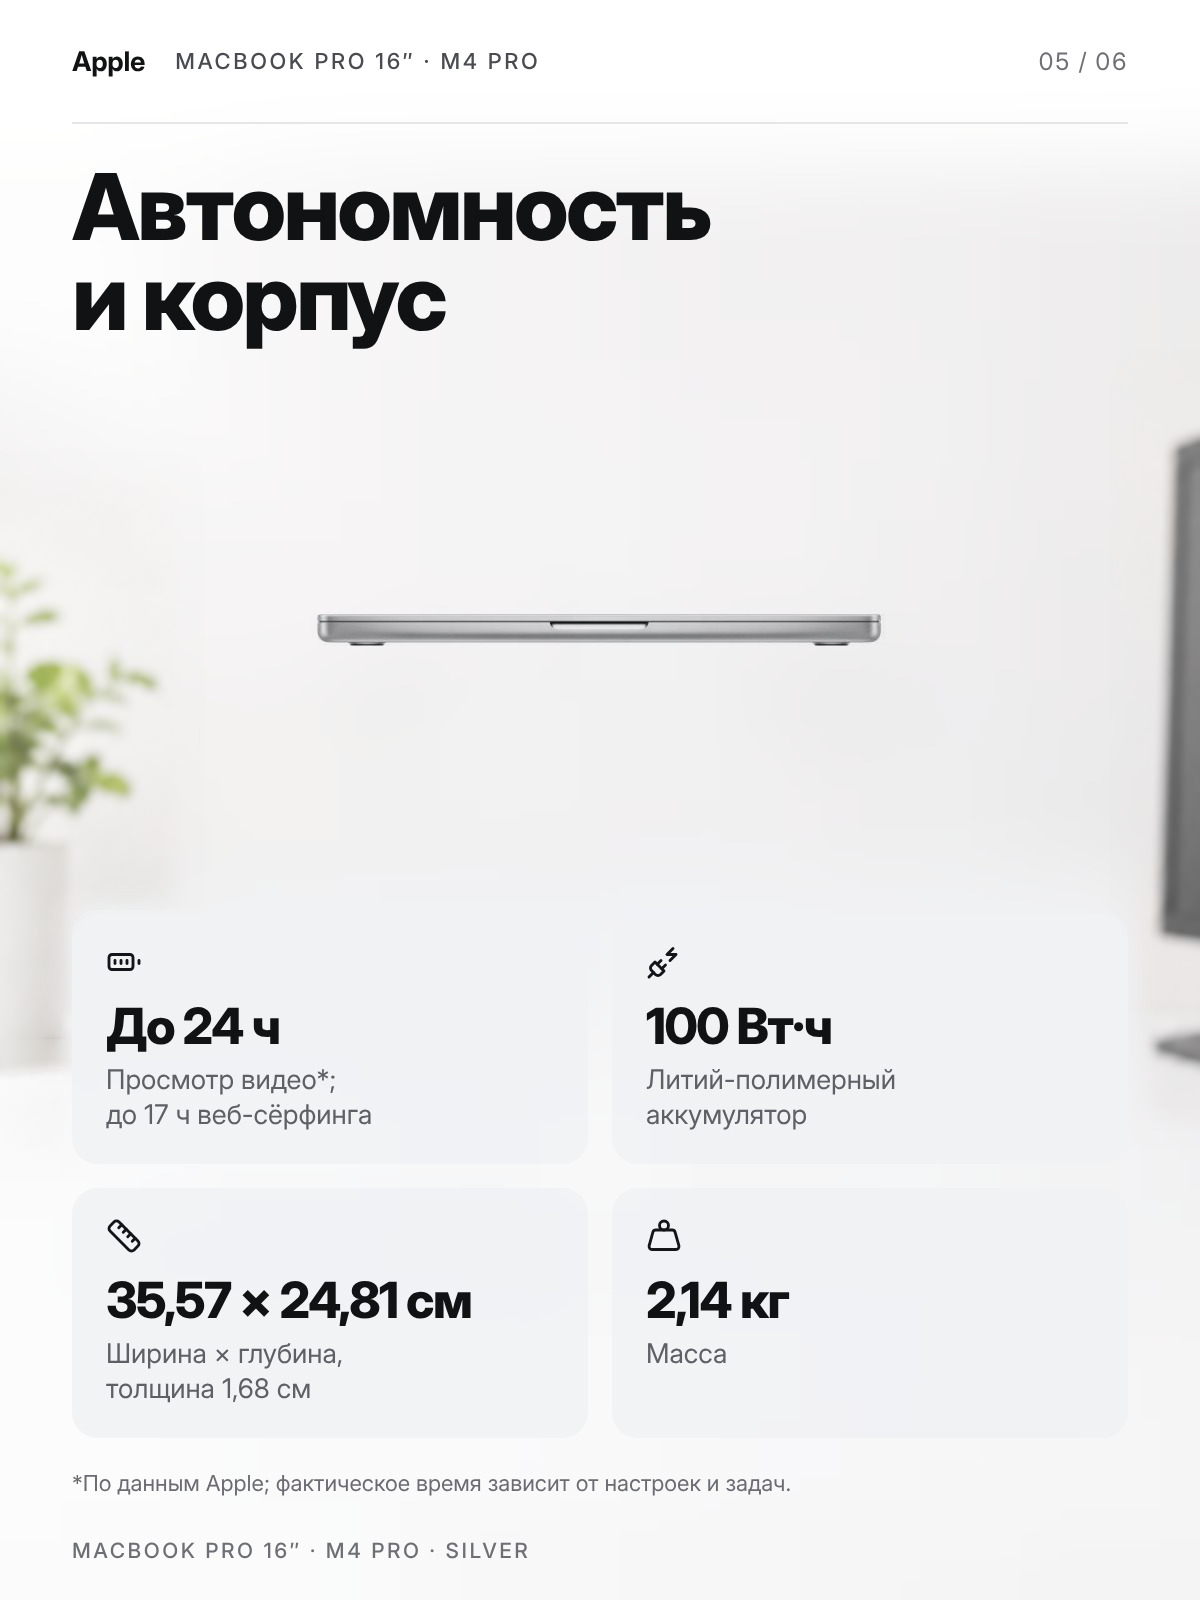 Apple MACBOOK PRO 16″ · M4 PRO 05 / 06
Автономность
и корпус
До 24 ч
Просмотр видео*;
до 17 ч веб-сёрфинга
100 Вт·ч
Литий-полимерный
аккумулятор
35,57 × 24,81 см
Ширина × глубина,
толщина 1,68 см
2,14 кг
Масса
*По данным Apple; фактическое время зависит от настроек и задач.
MACBOOK PRO 16″ · M4 PRO · SILVER